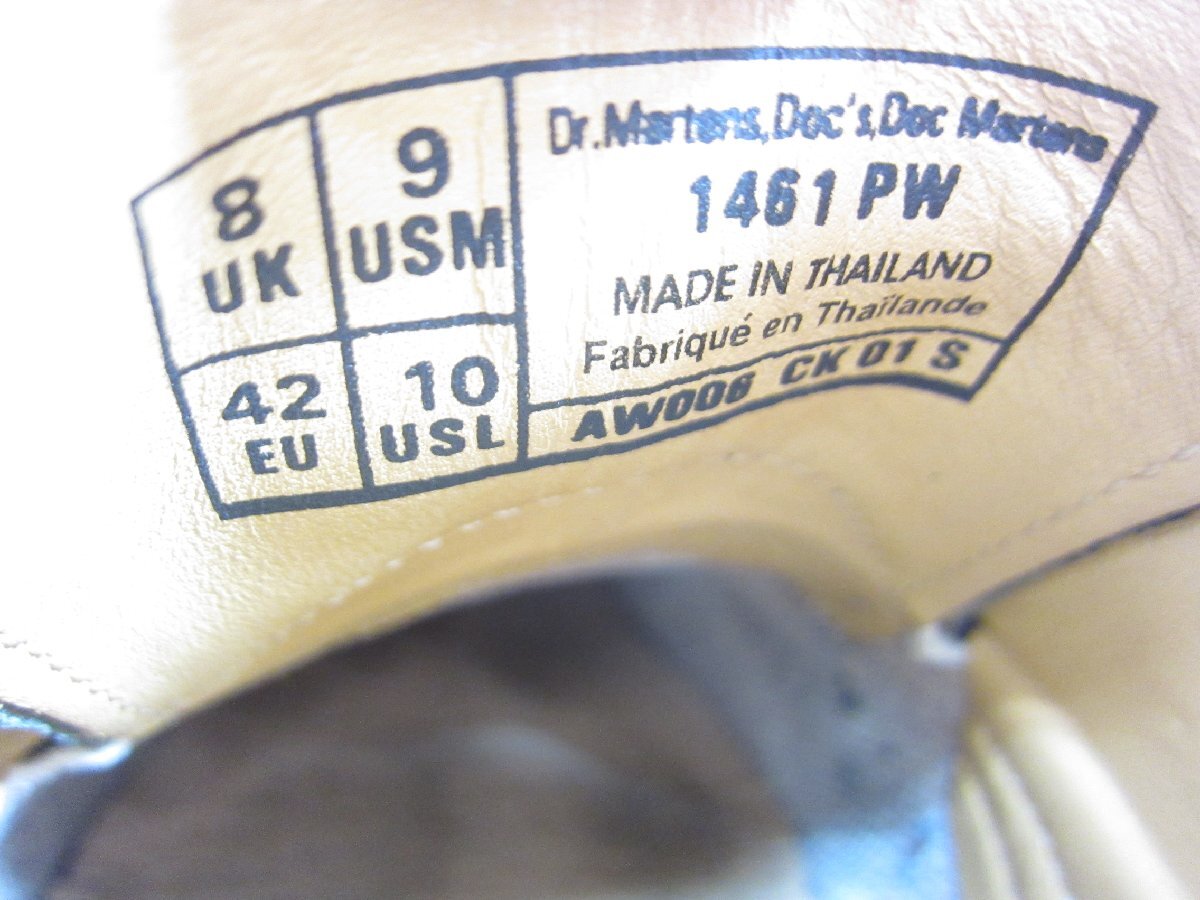 8
UK
9
USM
42
EU
10
USL
Dr.Martens,Doc's,Doc Martens
1461 PW
MADE IN THAILAND
Fabriqué en Thaïlande
AW006 CK 01 S